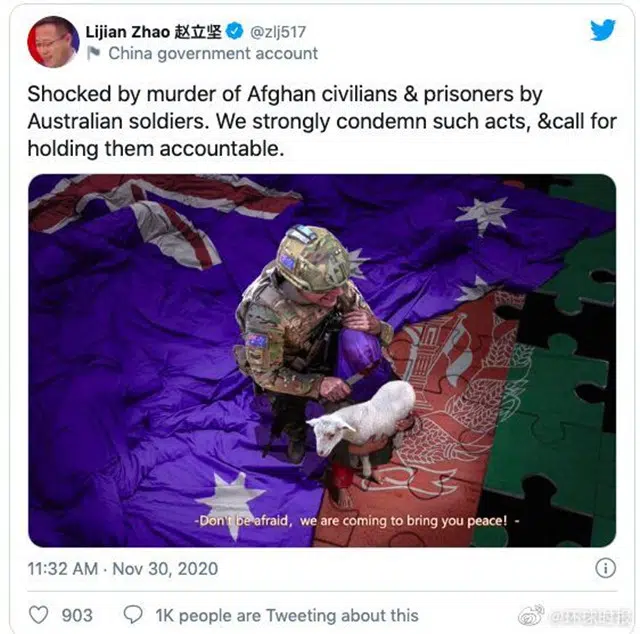 Lijian Zhao 赵立坚 @zlj517
China government account
Shocked by murder of Afghan civilians & prisoners by
Australian soldiers. We strongly condemn such acts, &call for
holding them accountable.
-Don't be afraid, we are coming to bring you peace! -
11:32 AM · Nov 30, 2020
903 1K people are Tweeting about this
@环球时报